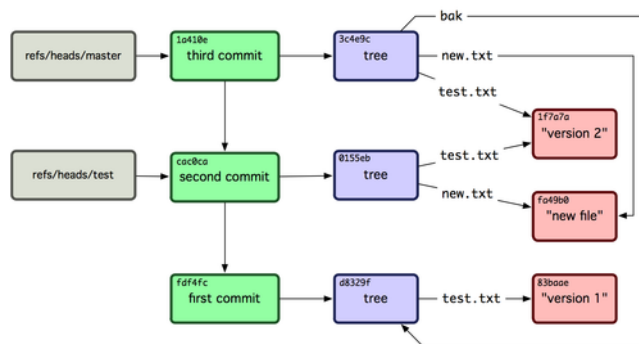 bak
1a410e
3c4e9c
refs/heads/master
third commit
tree
new.txt
test.txt
1f7a7a
"version 2"
cac0ca
0155eb
test.txt
refs/heads/test
second commit
tree
new.txt
fa49b0
"new file"
fdf4fc
d8329f
83baae
first commit
tree
test.txt
"version 1"